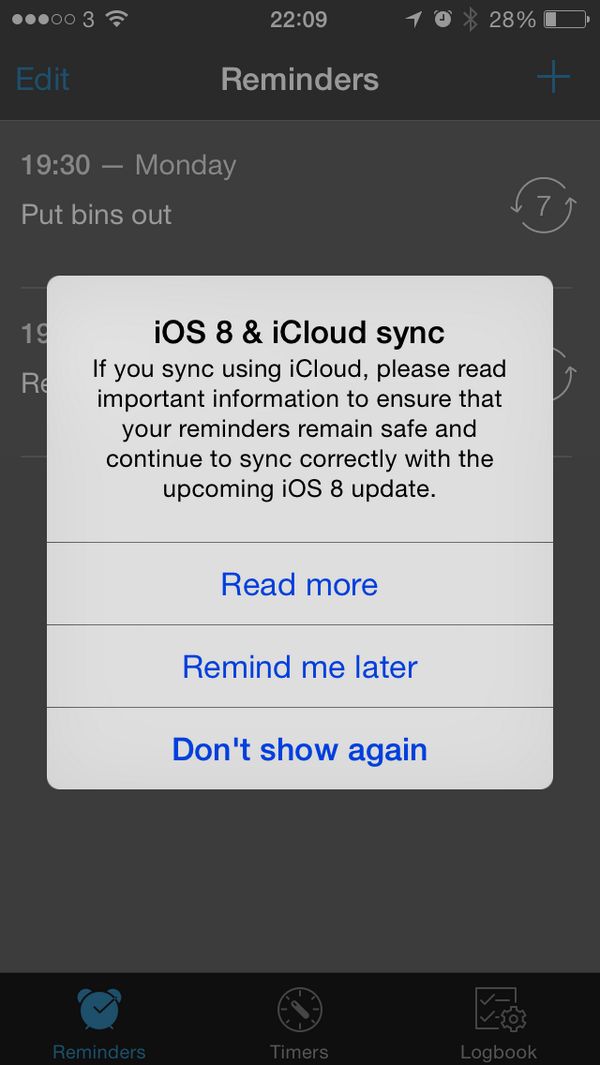 3 22:09 28%
Edit Reminders +
19:30 — Monday
Put bins out
7
iOS 8 & iCloud sync
If you sync using iCloud, please read
important information to ensure that
your reminders remain safe and
continue to sync correctly with the
upcoming iOS 8 update.
19
Re
Read more
Remind me later
Don't show again
Reminders Timers Logbook